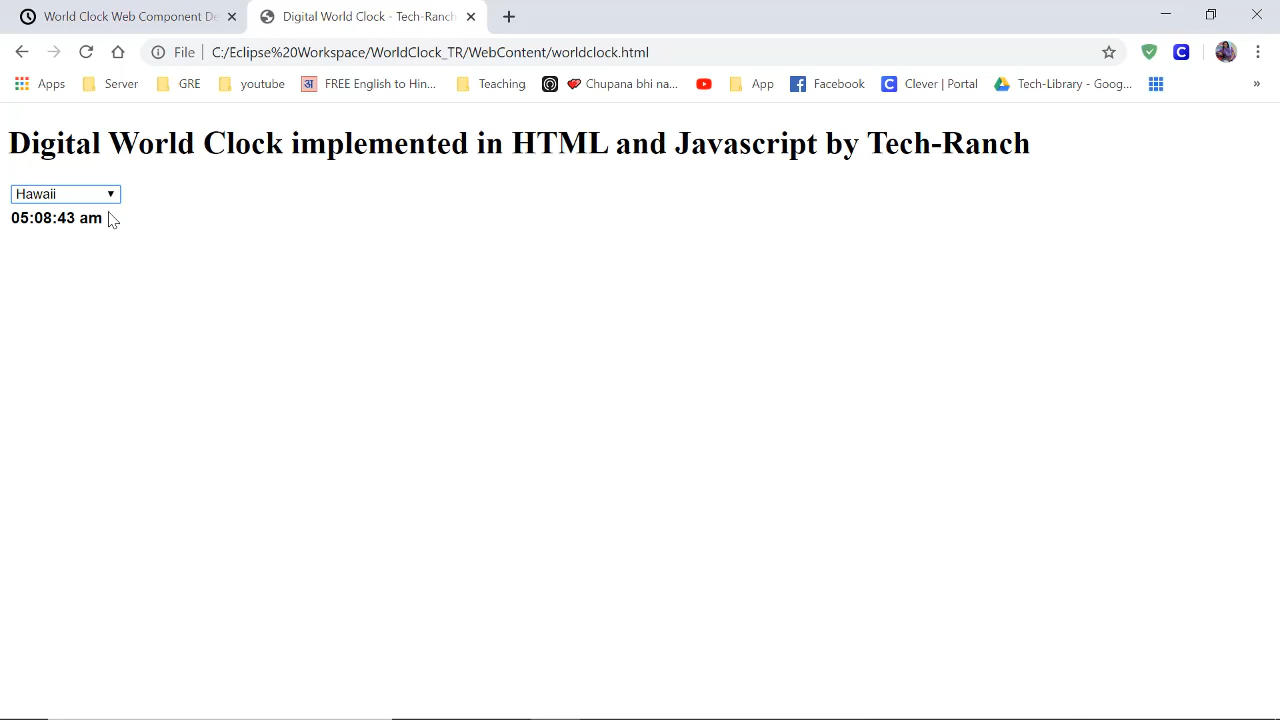 World Clock Web Component De
Digital World Clock - Tech-Ranch
File
C:/Eclipse%20Workspace/WorldClock_TR/WebContent/worldclock.html
C
Apps
Server
GRE
youtube
अ
FREE English to Hin...
Teaching
Chupana bhi na...
App
Facebook
C
Clever | Portal
Tech-Library - Goog...
»
Digital World Clock implemented in HTML and Javascript by Tech-Ranch
Hawaii
05:08:43 am